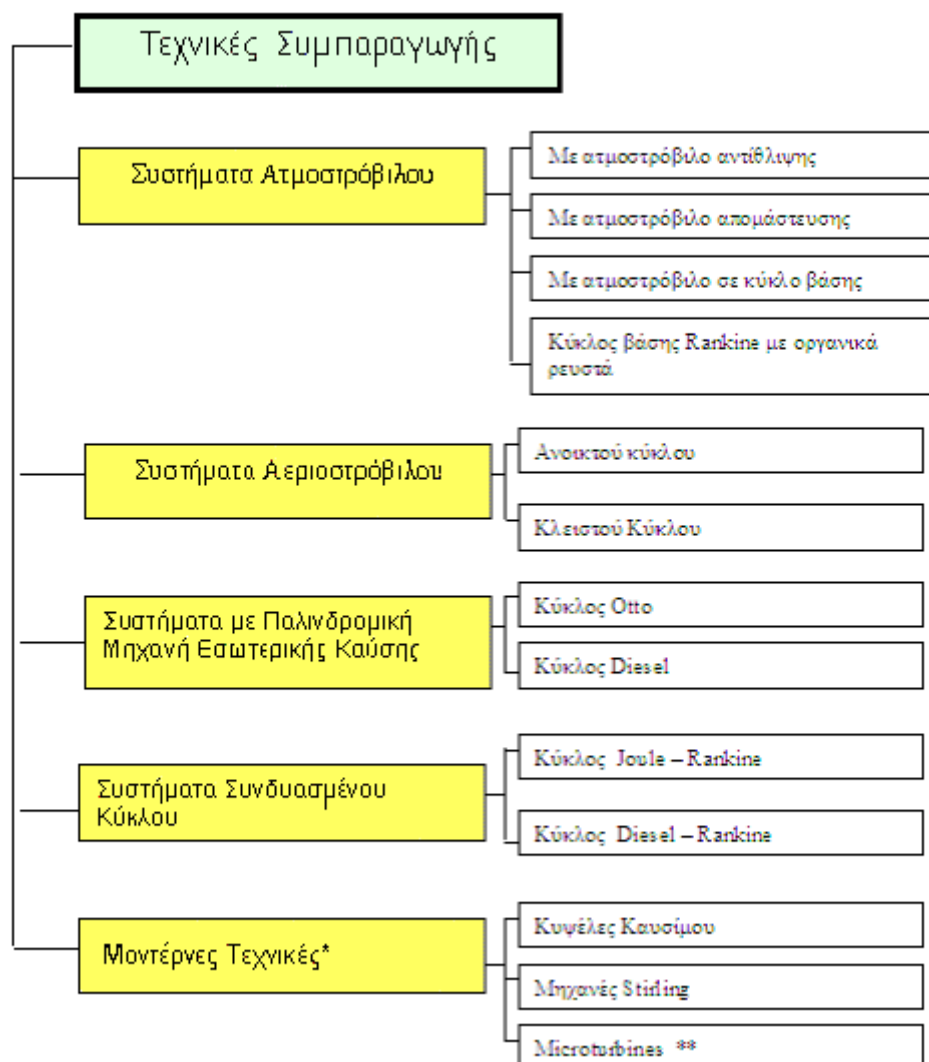 Τεχνικές Συμπαραγωγής
Συστήματα Ατμοστρόβιλου
Με ατμοστρόβιλο αντίθλιψης
Με ατμοστρόβιλο απομάστευσης
Με ατμοστρόβιλο σε κύκλο βάσης
Κύκλος βάσης Rankine με οργανικά
ρευστά
Συστήματα Αεριοστρόβιλου
Ανοικτού κύκλου
Κλειστού Κύκλου
Συστήματα με Παλινδρομική
Μηχανή Εσωτερικής Καύσης
Κύκλος Otto
Κύκλος Diesel
Συστήματα Συνδυασμένου
Κύκλου
Κύκλος Joule – Rankine
Κύκλος Diesel – Rankine
Μοντέρνες Τεχνικές*
Κυψέλες Καυσίμου
Μηχανές Stirling
Microturbines **